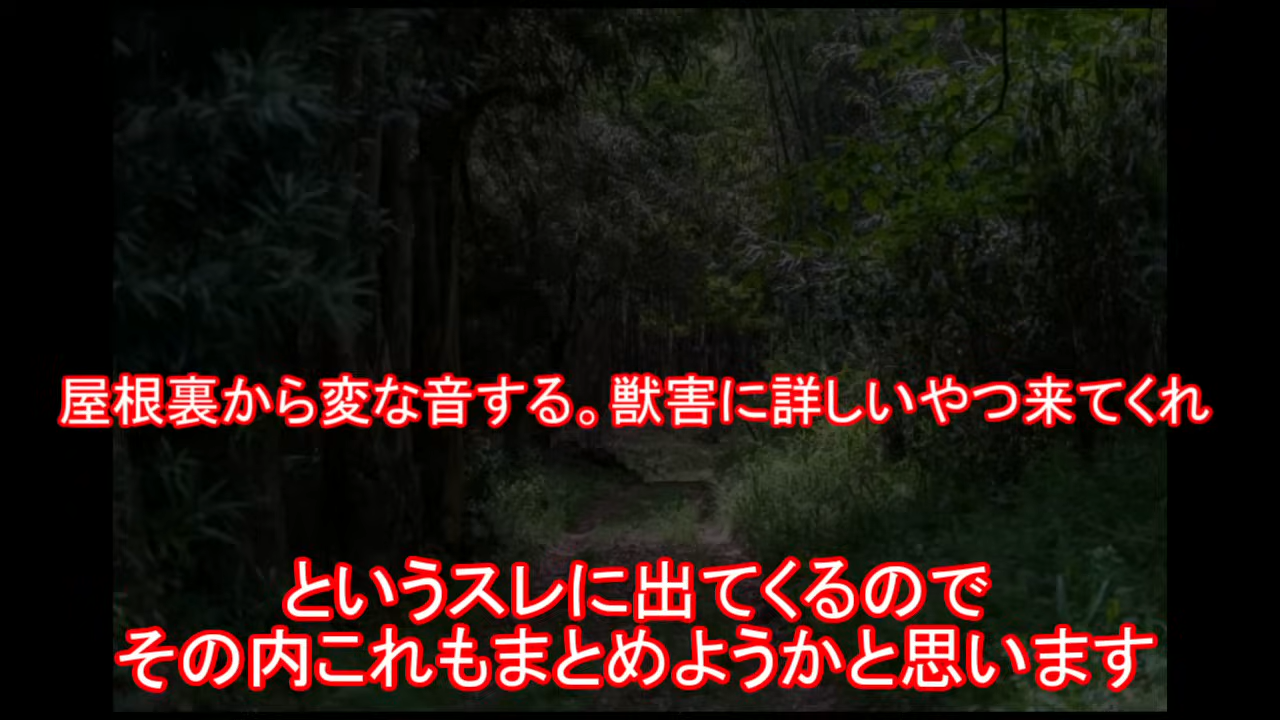 屋根裏から変な音する。獣害に詳しいやつ来てくれ
というスレに出てくるので
その内これもまとめようかと思います